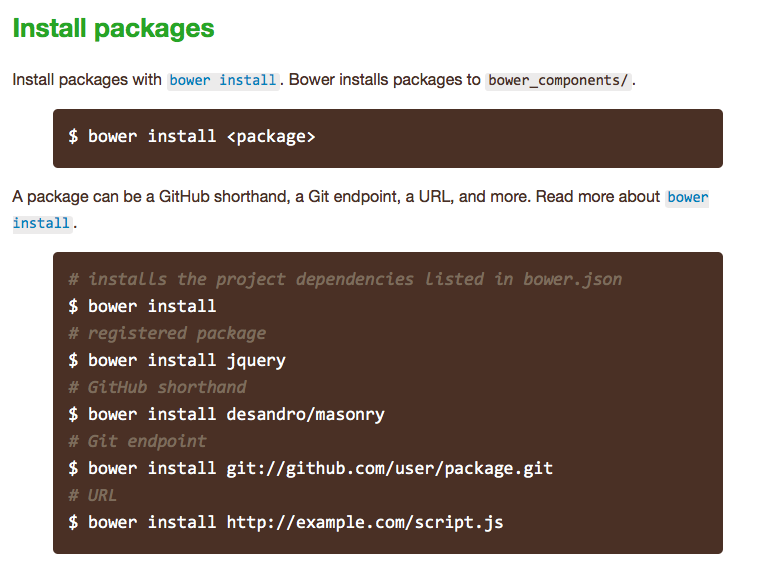 Install packages
Install packages with bower install. Bower installs packages to bower_components/.
$ bower install <package>
A package can be a GitHub shorthand, a Git endpoint, a URL, and more. Read more about bower
install.
# installs the project dependencies listed in bower.json
$ bower install
# registered package
$ bower install jquery
# GitHub shorthand
$ bower install desandro/masonry
# Git endpoint
$ bower install git://github.com/user/package.git
# URL
$ bower install http://example.com/script.js